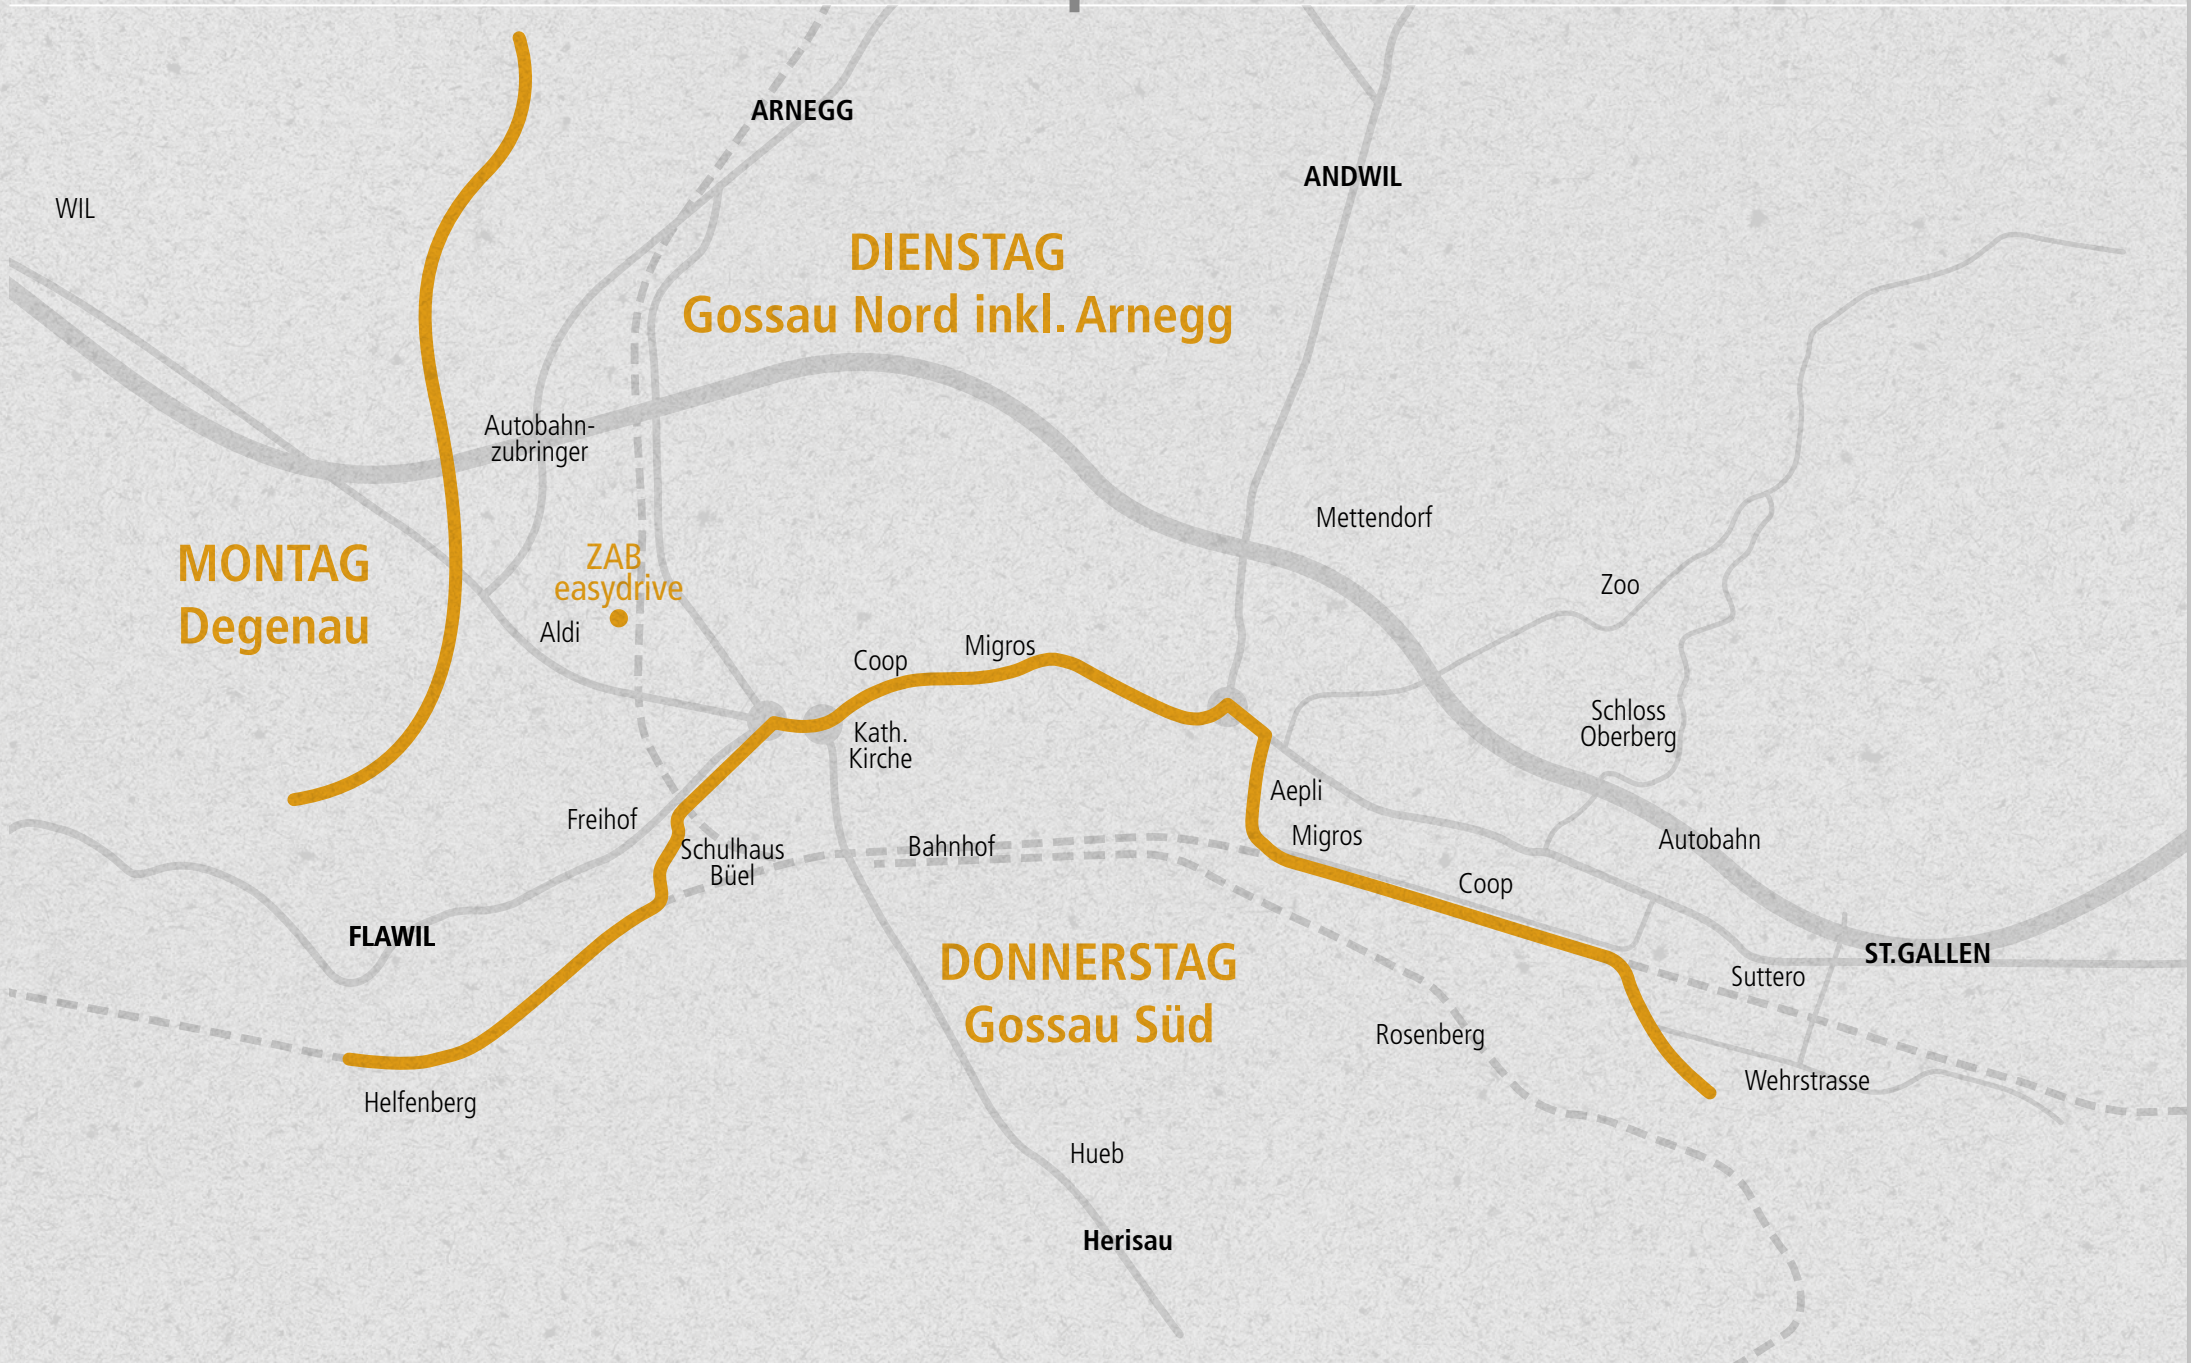 ARNEGG
ANDWIL
WIL
DIENSTAG
Gossau Nord inkl. Arnegg
Autobahn-
zubringer
Mettendorf
MONTAG
Degenau
ZAB
easydrive
Aldi
Zoo
Coop
Migros
Kath.
Kirche
Schloss
Oberberg
Aepli
Freihof
Schulhaus
Büel
Bahnhof
Migros
Autobahn
Coop
FLAWIL
DONNERSTAG
Gossau Süd
ST.GALLEN
Suttero
Rosenberg
Wehrstrasse
Helfenberg
Hueb
Herisau